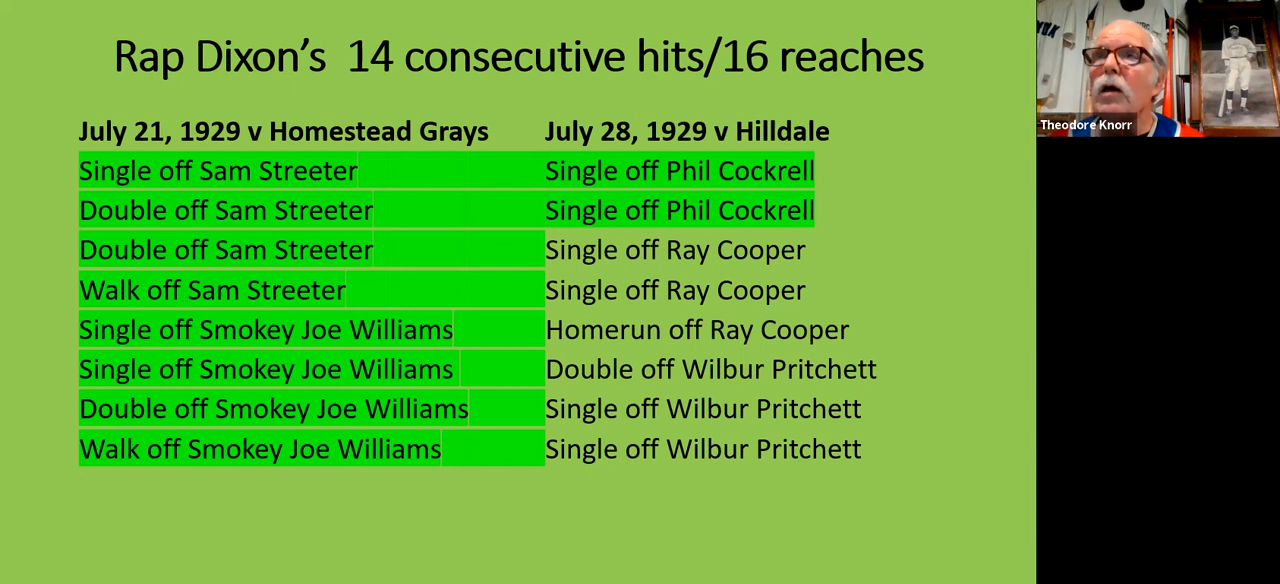 Rap Dixon's 14 consecutive hits/16 reaches
July 21, 1929 v Homestead Grays
Single off Sam Streeter
Double off Sam Streeter
Double off Sam Streeter
Walk off Sam Streeter
Single off Smokey Joe Williams
Single off Smokey Joe Williams
Double off Smokey Joe Williams
Walk off Smokey Joe Williams
July 28, 1929 v Hilldale
Single off Phil Cockrell
Single off Phil Cockrell
Single off Ray Cooper
Single off Ray Cooper
Homerun off Ray Cooper
Double off Wilbur Pritchett
Single off Wilbur Pritchett
Single off Wilbur Pritchett
Theodore Knorr